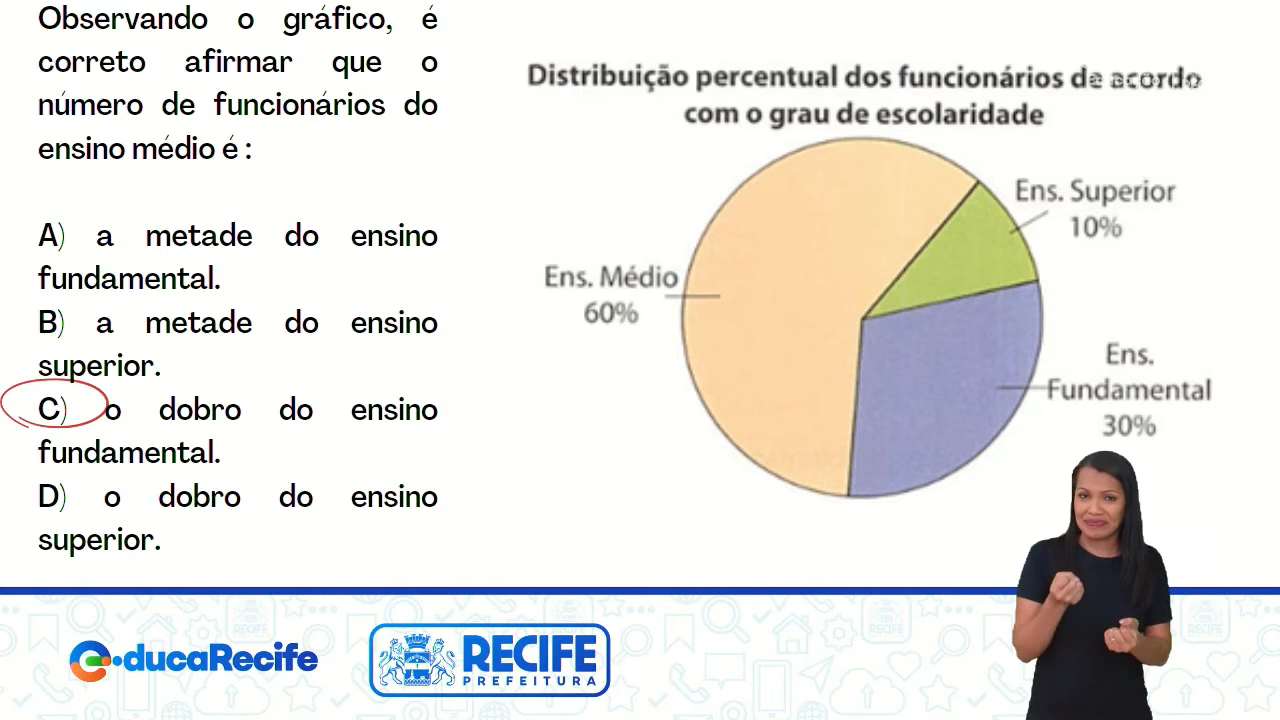 Observando o gráfico, é
correto afirmar que o
número de funcionários do
ensino médio é :
A) a metade do ensino
fundamental.
B) a metade do ensino
superior.
C) o dobro do ensino
fundamental.
D) o dobro do ensino
superior.
Distribuição percentual dos funcionários de acordo
com o grau de escolaridade
Ens. Superior
10%
Ens. Médio
60%
Ens.
Fundamental
30%
ducaRecife
RECIFE
PREFEITURA